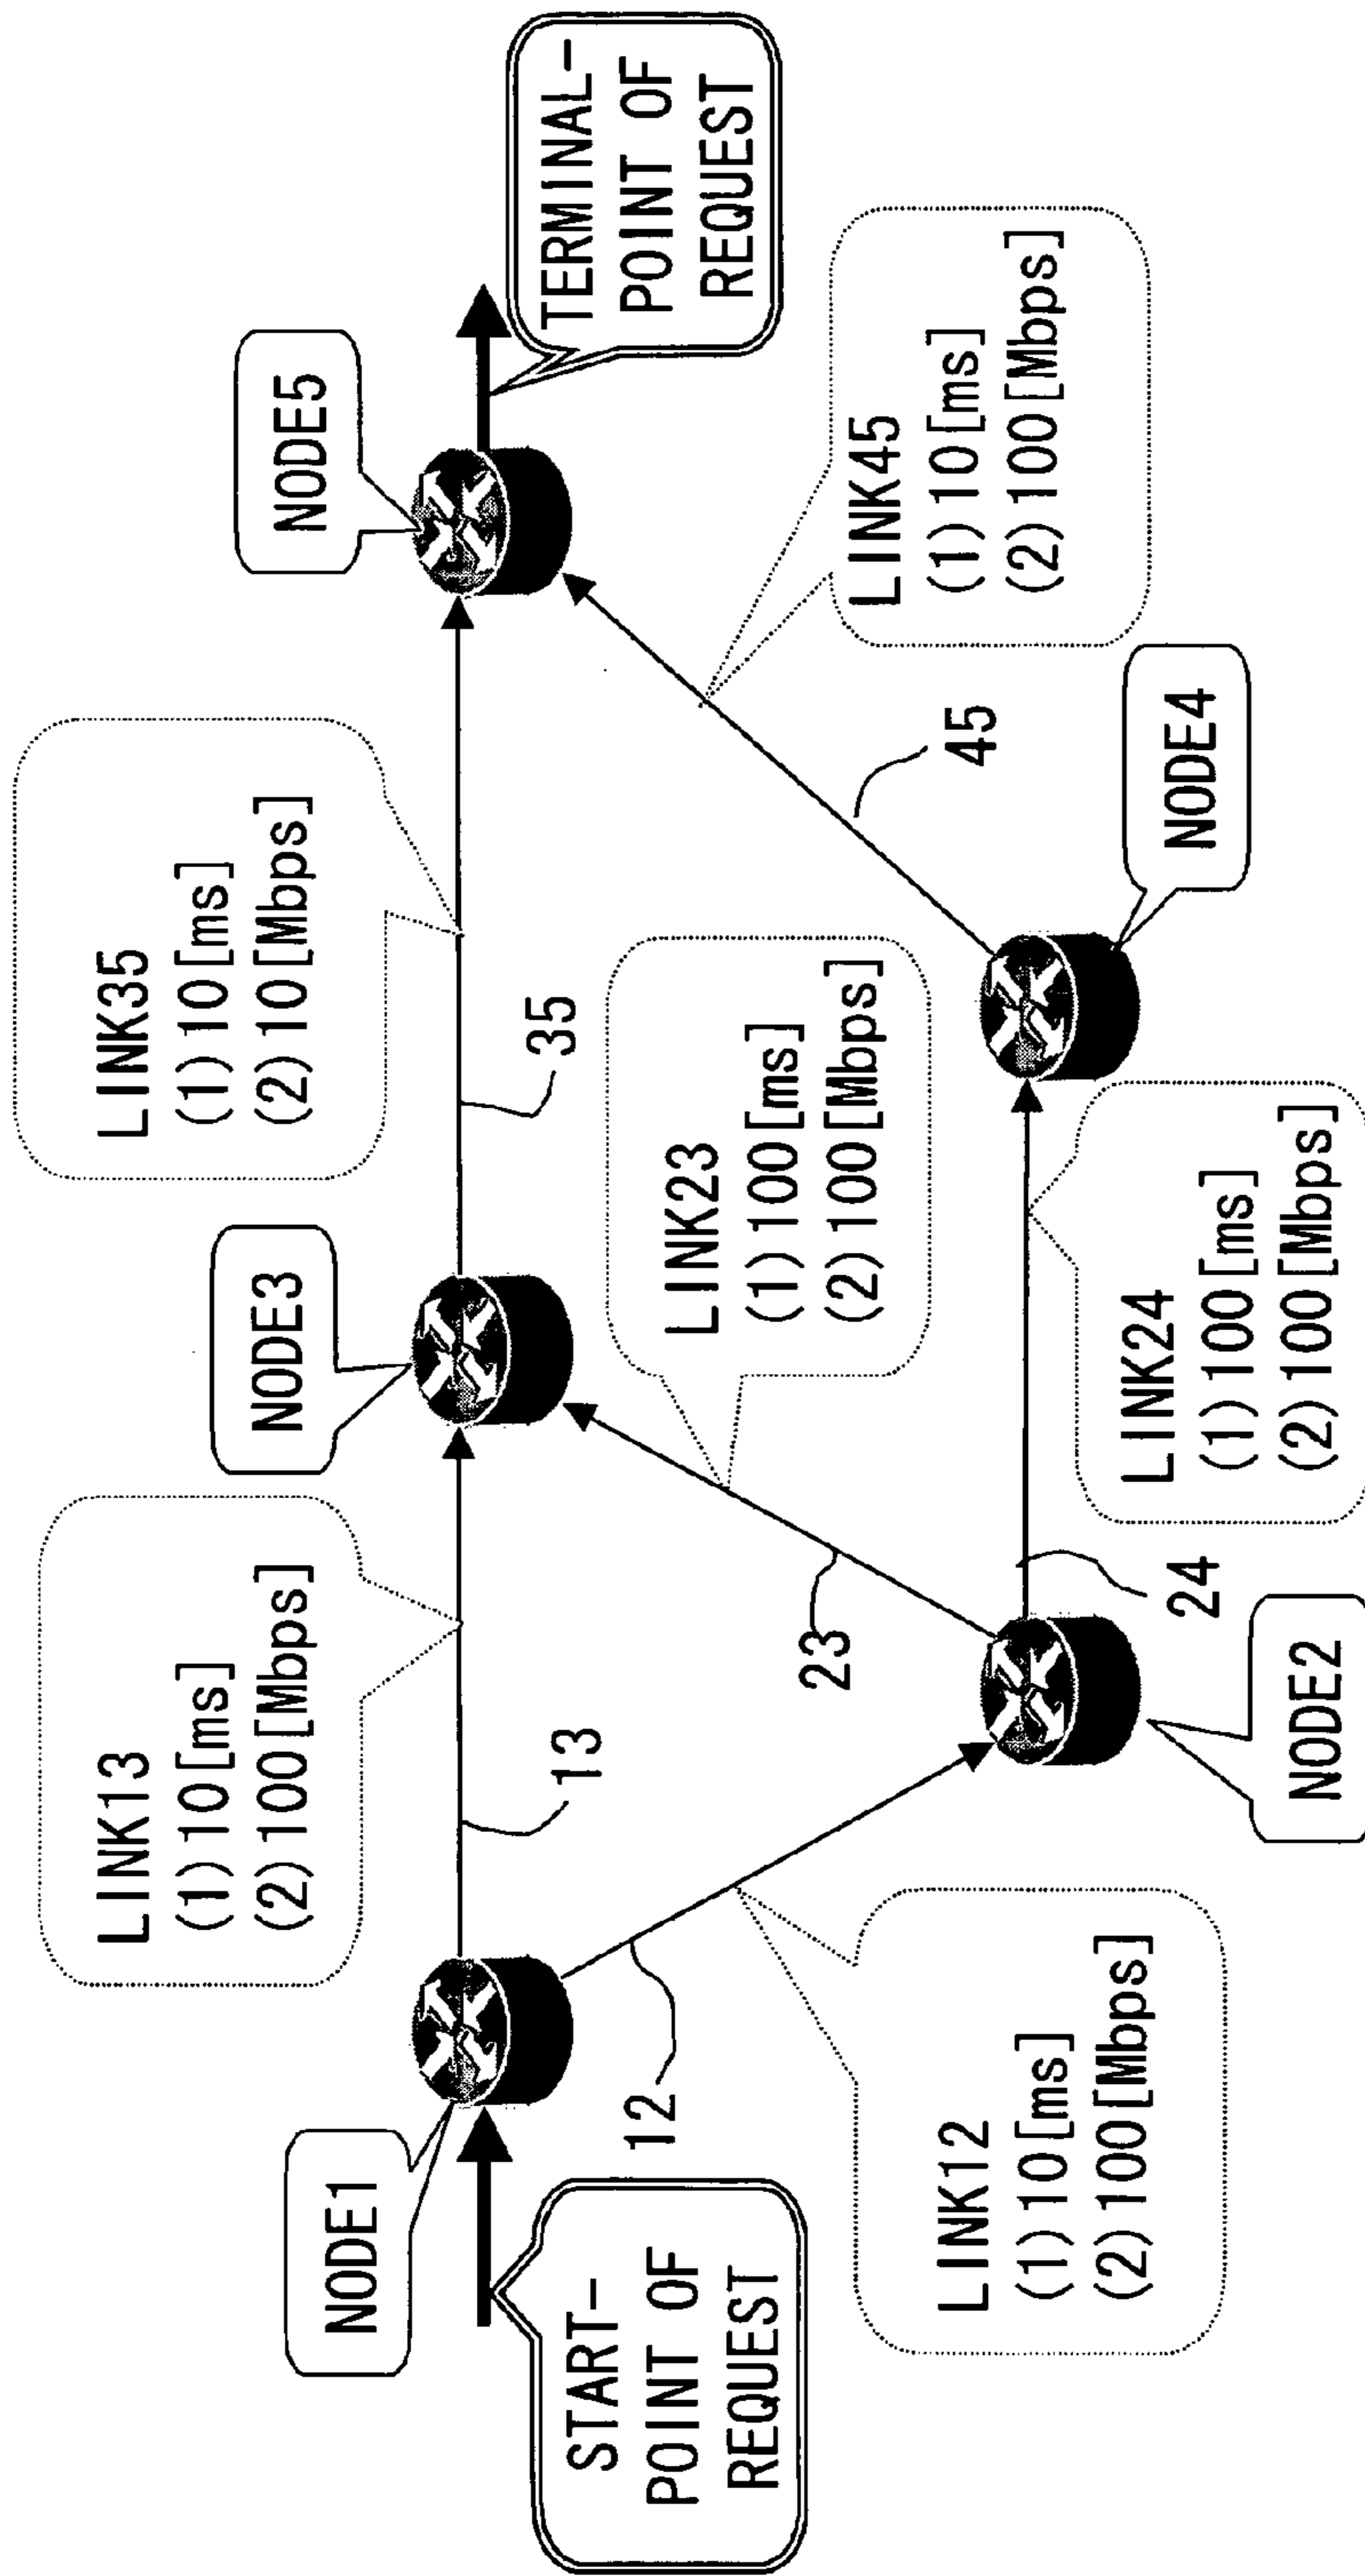 NODE1
START-
POINT OF
REQUEST
LINK13
(1) 10[ms]
(2) 100[Mbps]
13
12
LINK12
(1) 10[ms]
(2) 100[Mbps]
NODE3
LINK35
(1) 10[ms]
(2) 10[Mbps]
35
23
LINK23
(1) 100[ms]
(2) 100[Mbps]
NODE2
24
LINK24
(1) 100[ms]
(2) 100[Mbps]
NODE5
TERMINAL-
POINT OF
REQUEST
45
LINK45
(1) 10[ms]
(2) 100[Mbps]
NODE4